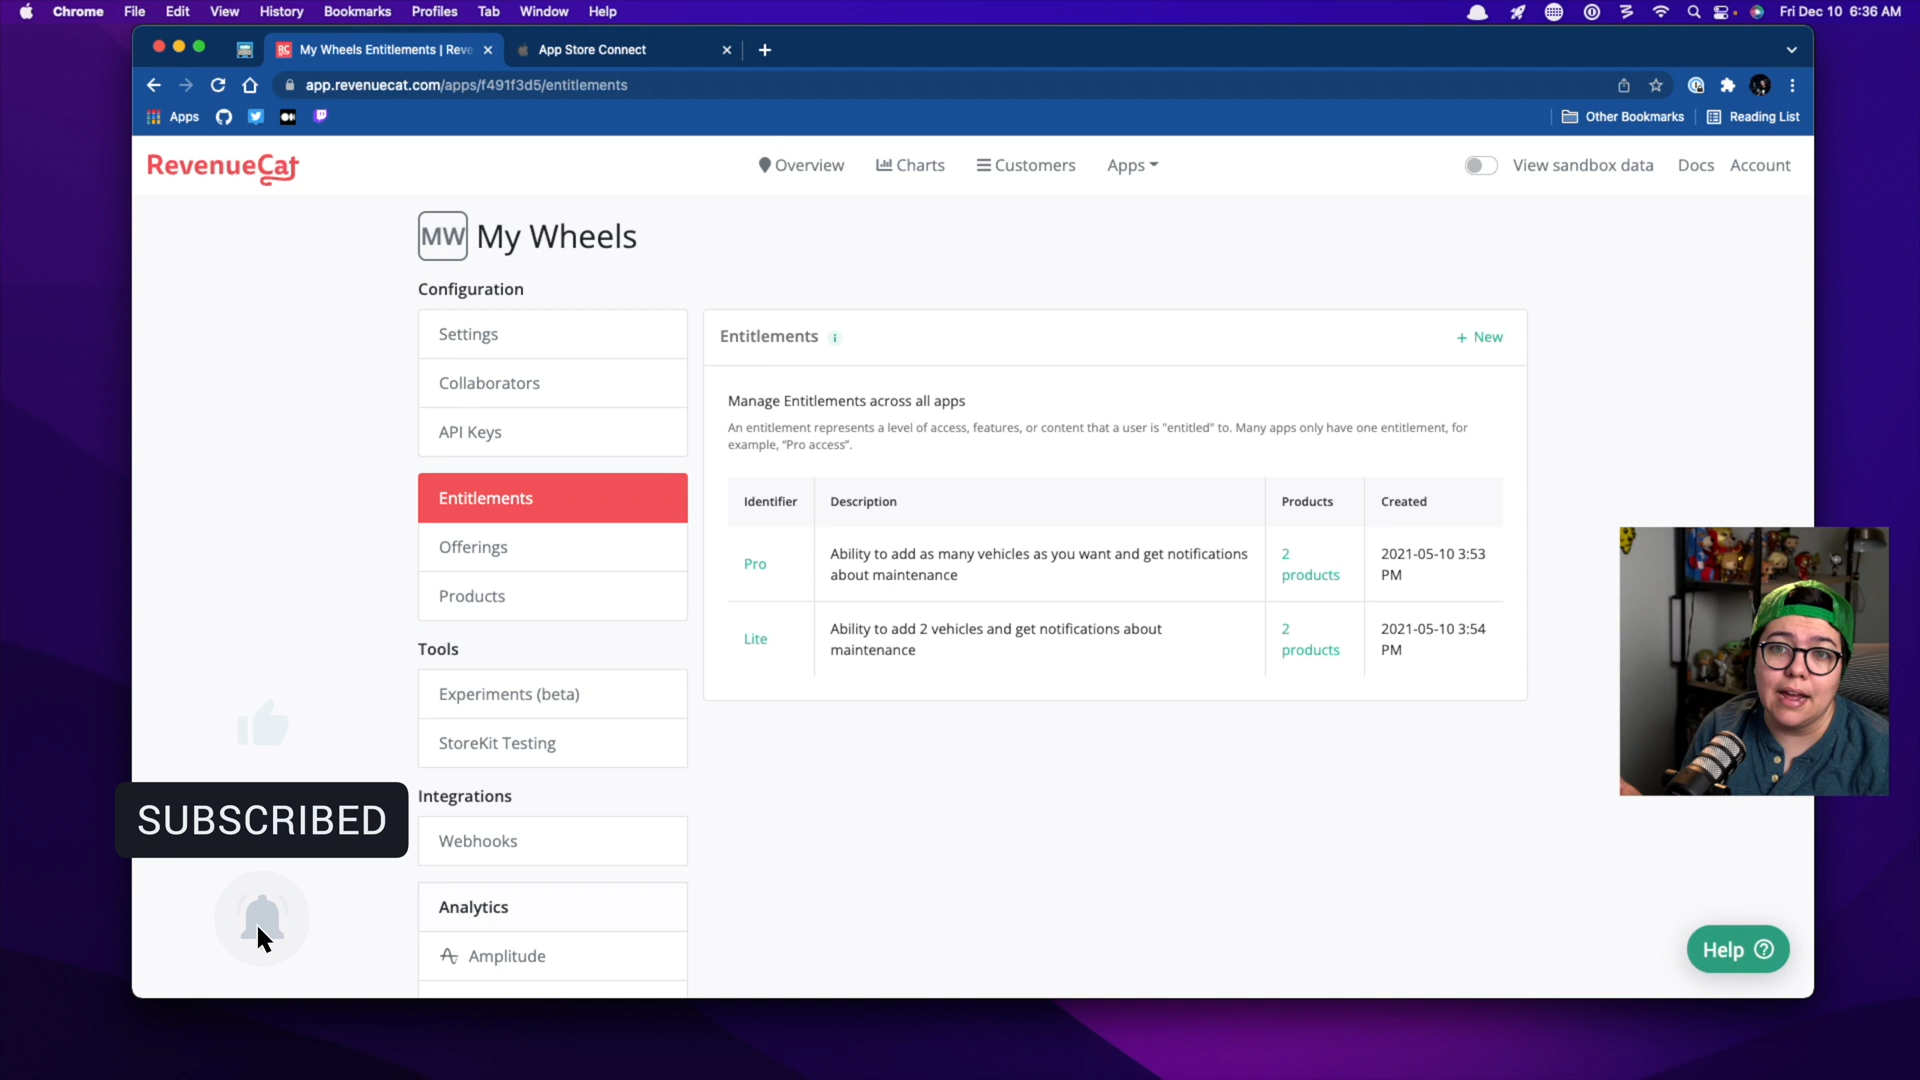 Chrome File Edit View History Bookmarks Profiles Tab Window Help
Fri Dec 10 6:36 AM
My Wheels Entitlements | Reve
App Store Connect
app.revenuecat.com/apps/f491f3d5/entitlements
Apps
Other Bookmarks
Reading List
RevenueCat
Overview
Charts
Customers
Apps
View sandbox data
Docs
Account
MW My Wheels
Configuration
Settings
Collaborators
API Keys
Entitlements
Offerings
Products
Tools
Experiments (beta)
StoreKit Testing
Integrations
Webhooks
Analytics
Amplitude
Entitlements i
+ New
Manage Entitlements across all apps
An entitlement represents a level of access, features, or content that a user is "entitled" to. Many apps only have one entitlement, for
example, “Pro access”.
Identifier Description Products Created
Pro
Ability to add as many vehicles as you want and get notifications
about maintenance
2
products
2021-05-10 3:53
PM
Lite
Ability to add 2 vehicles and get notifications about
maintenance
2
products
2021-05-10 3:54
PM
SUBSCRIBED
Help ?